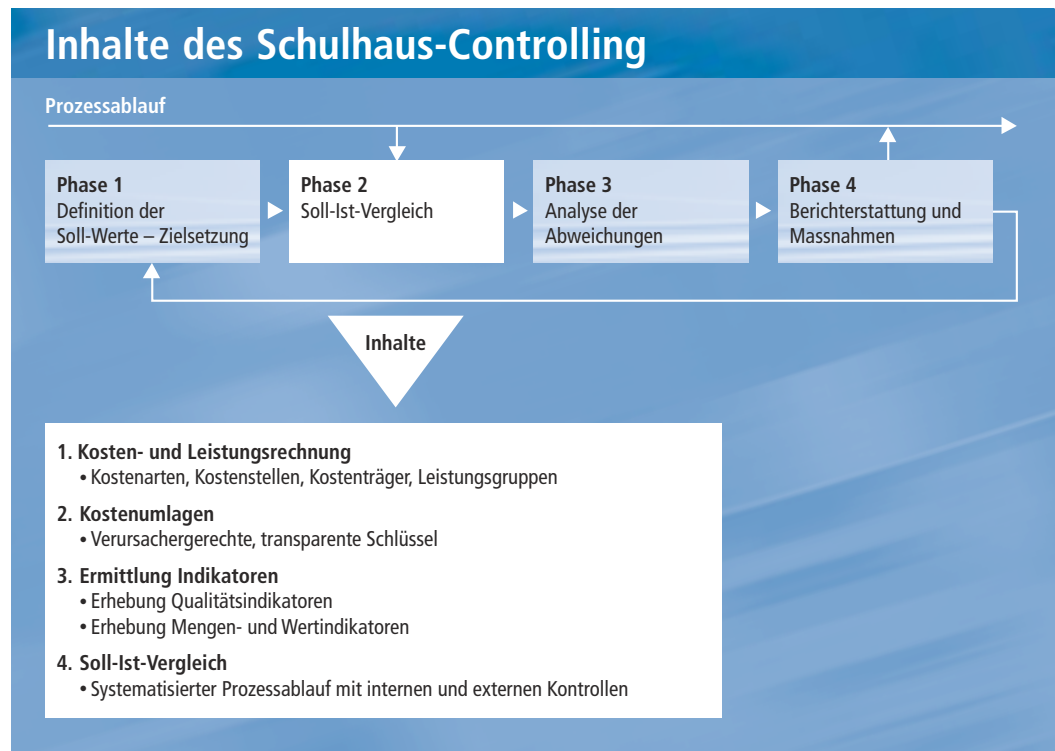 Inhalte des Schulhaus-Controlling
Prozessablauf
Phase 1
Definition der
Soll-Werte – Zielsetzung
Phase 2
Soll-Ist-Vergleich
Phase 3
Analyse der
Abweichungen
Phase 4
Berichterstattung und
Massnahmen
Inhalte
1. Kosten- und Leistungsrechnung
• Kostenarten, Kostenstellen, Kostenträger, Leistungsgruppen
2. Kostenumlagen
• Verursachergerechte, transparente Schlüssel
3. Ermittlung Indikatoren
• Erhebung Qualitätsindikatoren
• Erhebung Mengen- und Wertindikatoren
4. Soll-Ist-Vergleich
• Systematisierter Prozessablauf mit internen und externen Kontrollen